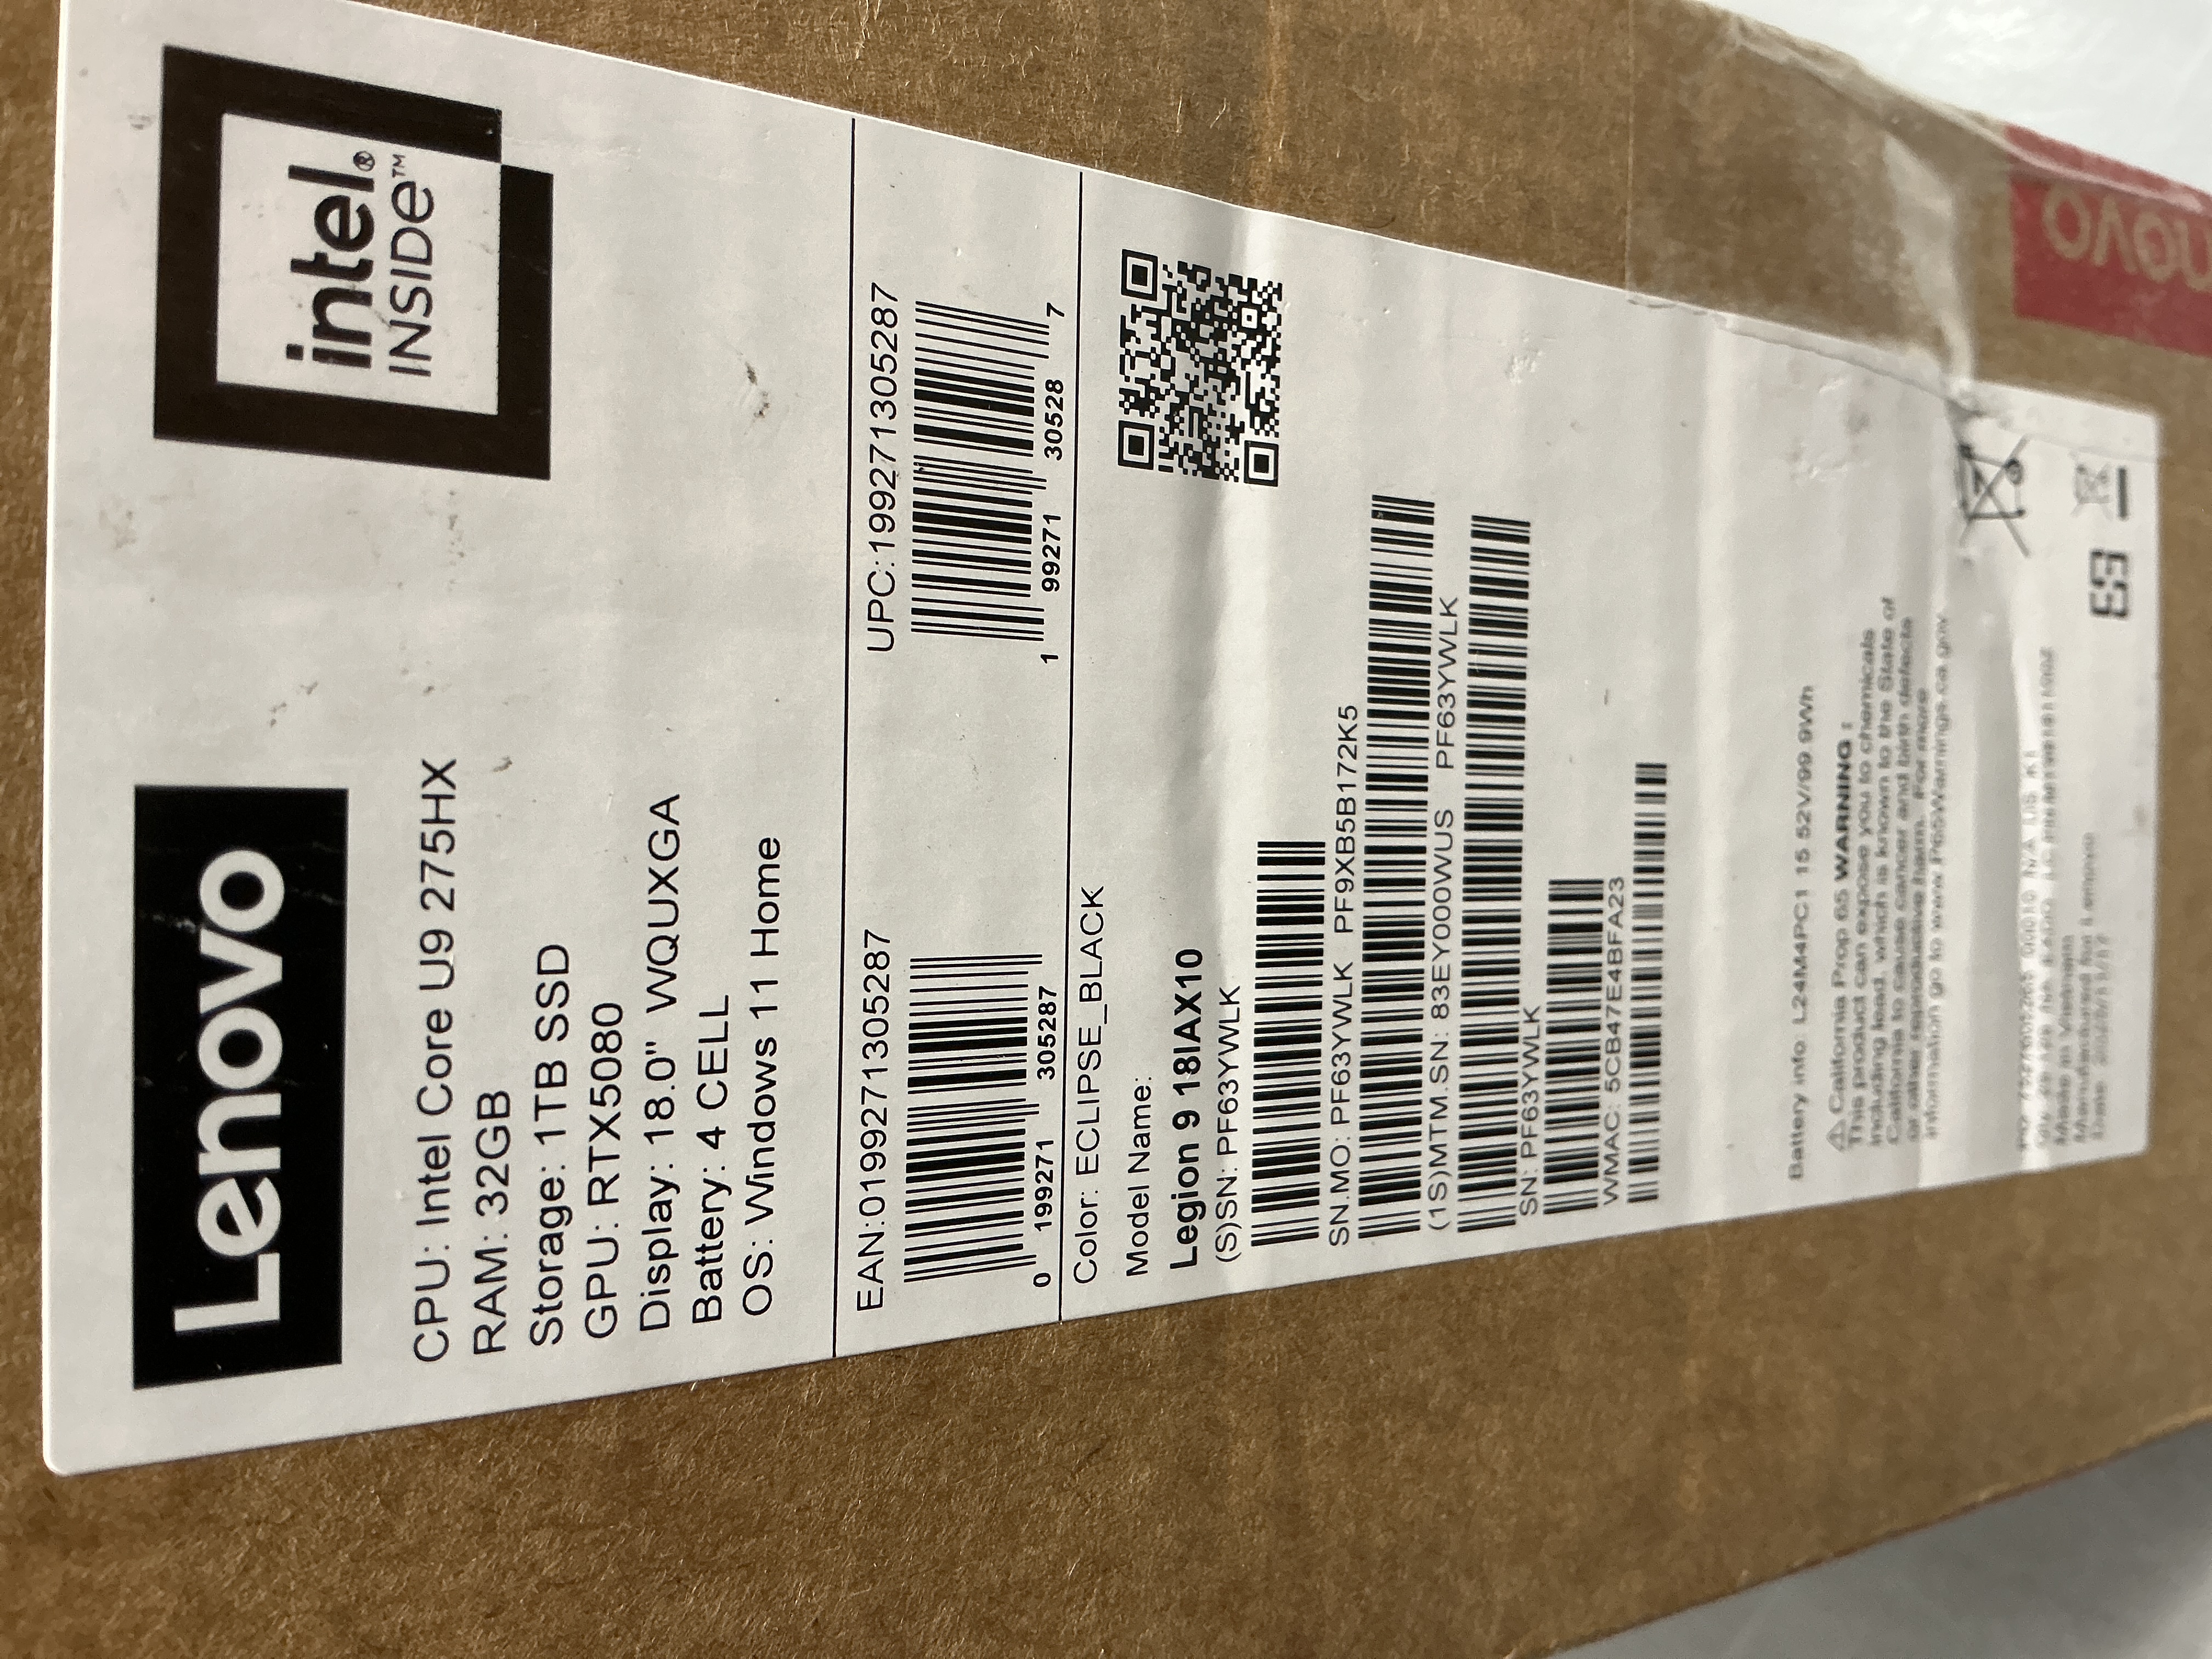 Lenovo
intel®
INSIDE™
CPU: Intel Core U9 275HX
RAM: 32GB
Storage: 1TB SSD
GPU: RTX5080
Display: 18.0" WQUXGA
Battery: 4 CELL
OS: Windows 11 Home
EAN:0199271305287
UPC:199271305287
0 199271 305287
1 99271 30528 7
Color: ECLIPSE_BLACK
Model Name:
Legion 9 18IAX10
(S)SN: PF63YWLK
SN.MO: PF63YWLK PF9XB5B172K5
(1S)MTM.SN: 83EY000WUS PF63YWLK
SN: PF63YWLK
WMAC: 5CB47E4BFA23
Battery info: L24M4PC1 15.52V/99.9Wh
⚠ California Prop 65 WARNING :
This product can expose you to chemicals
including lead, which is known to the State of
California to cause cancer and birth defects
or other reproductive harm. For more
information go to www.P65Warnings.ca.gov
Made in Vietnam
Manufactured for Lenovo
Date
novo